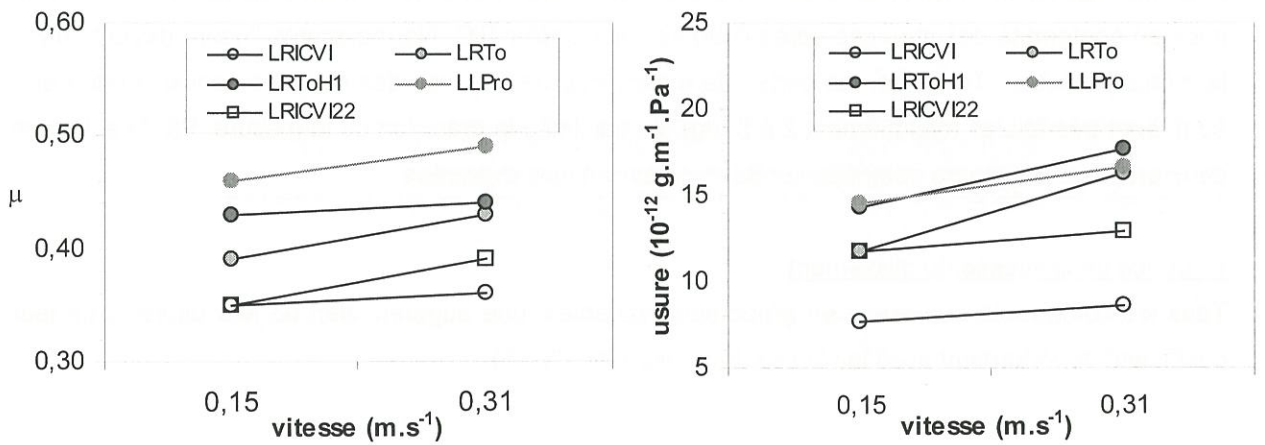 0,60
0,50
0,40
0,30
μ
LRICVI
LRTo
LRToH1
LLPro
LRICVI22
0,15
0,31
vitesse (m.s⁻¹)
25
20
15
10
5
usure (10⁻¹² g.m⁻¹.Pa⁻¹)
LRICVI
LRTo
LRToH1
LLPro
LRICVI22
0,15
0,31
vitesse (m.s⁻¹)